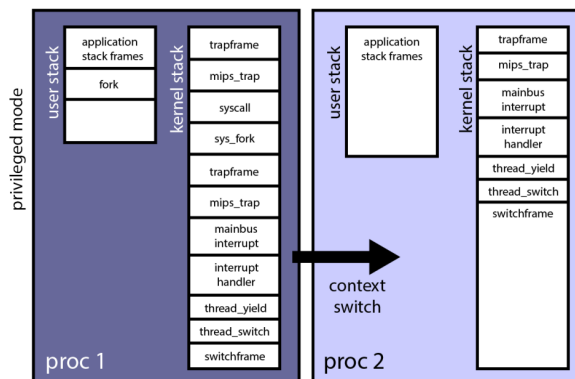 privileged mode
user stack
application
stack frames
fork
kernel stack
trapframe
mips_trap
syscall
sys_fork
trapframe
mips_trap
mainbus
interrupt
interrupt
handler
thread_yield
thread_switch
switchframe
proc 1
context
switch
user stack
application
stack frames
kernel stack
trapframe
mips_trap
mainbus
interrupt
interrupt
handler
thread_yield
thread_switch
switchframe
proc 2